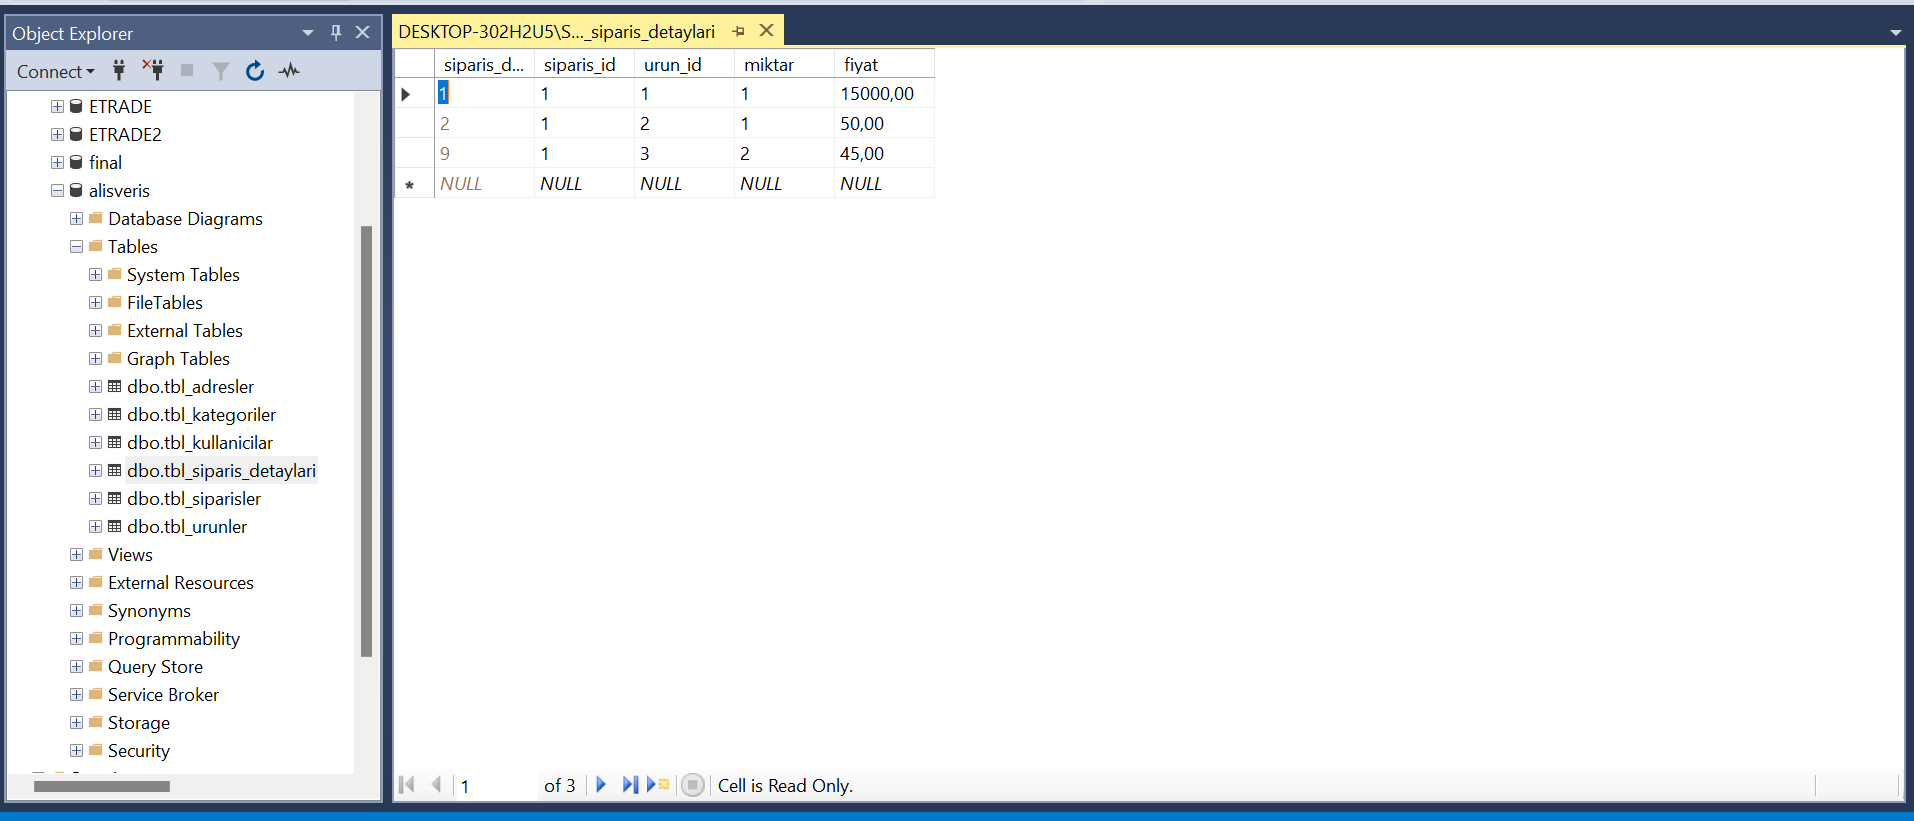 Object Explorer
Connect
ETRADE
ETRADE2
final
alisveris
Database Diagrams
Tables
System Tables
FileTables
External Tables
Graph Tables
dbo.tbl_adresler
dbo.tbl_kategoriler
dbo.tbl_kullanicilar
dbo.tbl_siparis_detaylari
dbo.tbl_siparisler
dbo.tbl_urunler
Views
External Resources
Synonyms
Programmability
Query Store
Service Broker
Storage
Security
DESKTOP-302H2U5\S..._siparis_detaylari
siparis_d... siparis_id urun_id miktar fiyat
1 1 1 1 15000,00
2 1 2 1 50,00
9 1 3 2 45,00
* NULL NULL NULL NULL NULL
1 of 3 Cell is Read Only.